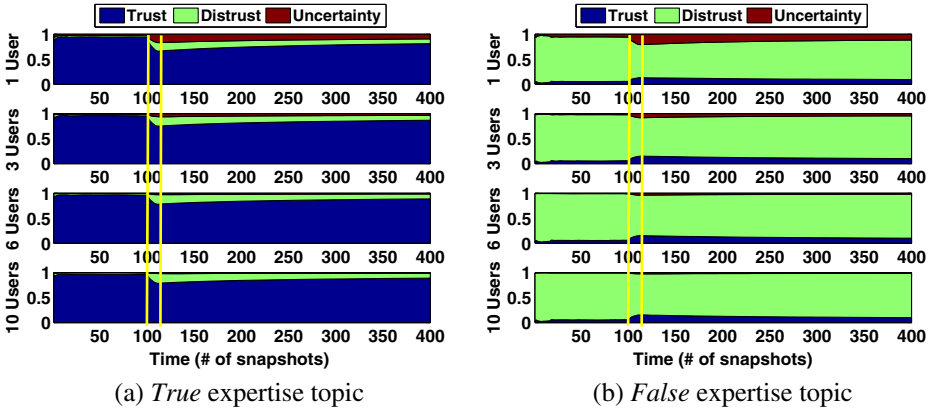 Trust Distrust Uncertainty
1 User
1
0.5
0
50 100 150 200 250 300 350 400
3 Users
1
0.5
0
50 100 150 200 250 300 350 400
6 Users
1
0.5
0
50 100 150 200 250 300 350 400
10 Users
1
0.5
0
50 100 150 200 250 300 350 400
Time (# of snapshots)
(a) True expertise topic
Trust Distrust Uncertainty
1 User
1
0.5
0
50 100 150 200 250 300 350 400
3 Users
1
0.5
0
50 100 150 200 250 300 350 400
6 Users
1
0.5
0
50 100 150 200 250 300 350 400
10 Users
1
0.5
0
50 100 150 200 250 300 350 400
Time (# of snapshots)
(b) False expertise topic